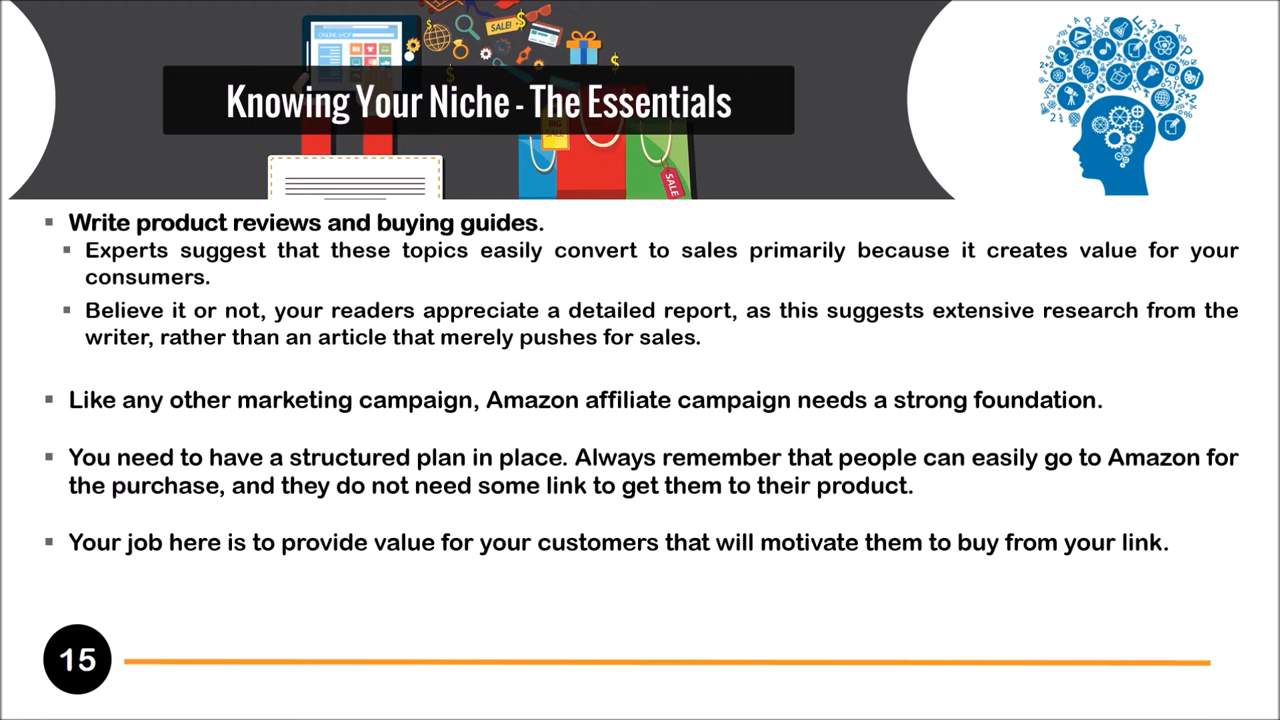 ONLINE SHOP
SALE!
Knowing Your Niche - The Essentials
BIG
SALE
SALE
Write product reviews and buying guides.
Experts suggest that these topics easily convert to sales primarily because it creates value for your
consumers.
Believe it or not, your readers appreciate a detailed report, as this suggests extensive research from the
writer, rather than an article that merely pushes for sales.
Like any other marketing campaign, Amazon affiliate campaign needs a strong foundation.
You need to have a structured plan in place. Always remember that people can easily go to Amazon for
the purchase, and they do not need some link to get them to their product.
Your job here is to provide value for your customers that will motivate them to buy from your link.
15